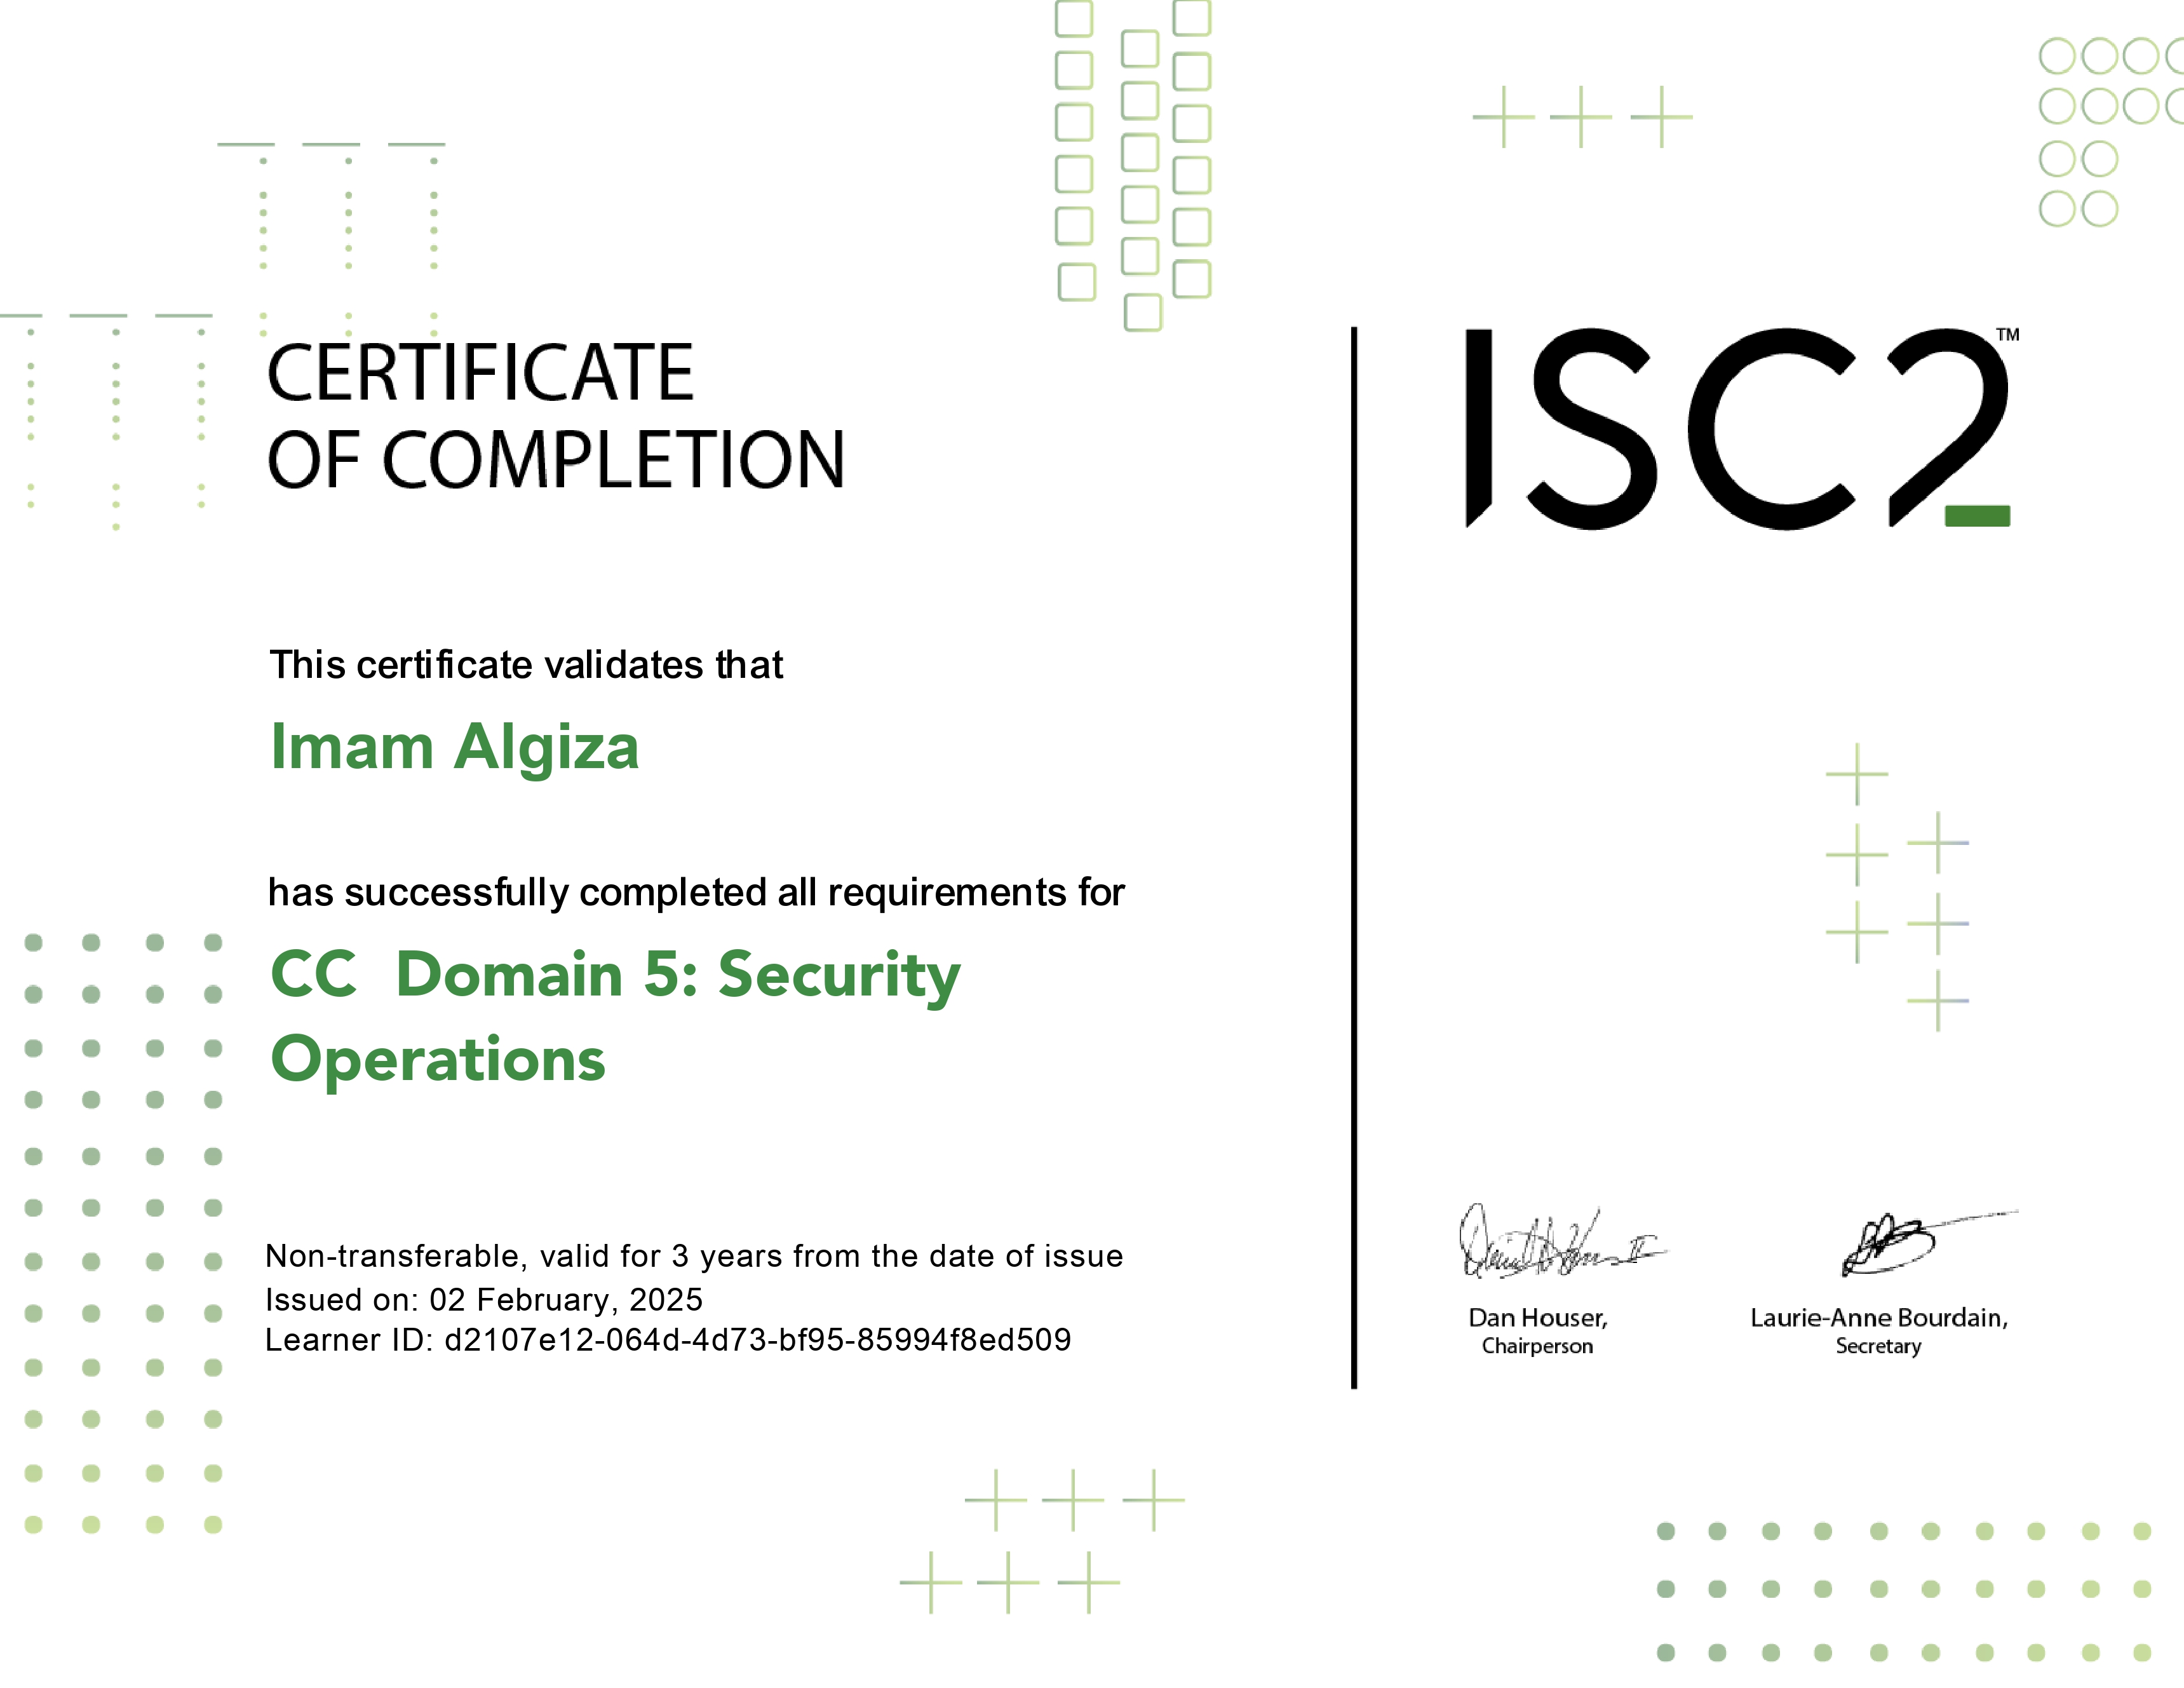 CERTIFICATE
OF COMPLETION
ISC2™
This certificate validates that
Imam Algiza
has successfully completed all requirements for
CC Domain 5: Security
Operations
Non-transferable, valid for 3 years from the date of issue
Issued on: 02 February, 2025
Learner ID: d2107e12-064d-4d73-bf95-85994f8ed509
Dan Houser,
Chairperson
Laurie-Anne Bourdain,
Secretary